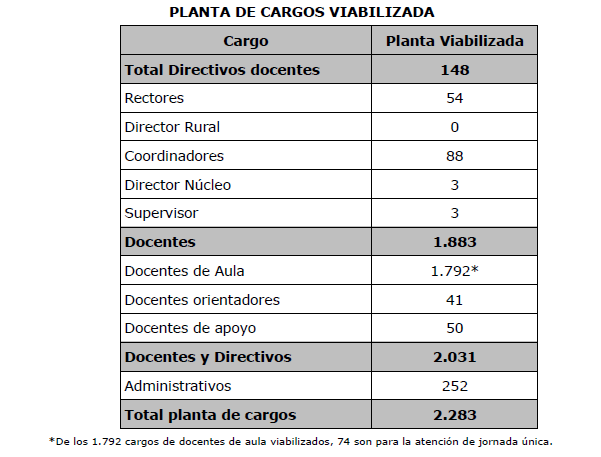 PLANTA DE CARGOS VIABILIZADA
Cargo Planta Viabilizada
Total Directivos docentes 148
Rectores 54
Director Rural 0
Coordinadores 88
Director Núcleo 3
Supervisor 3
Docentes 1.883
Docentes de Aula 1.792*
Docentes orientadores 41
Docentes de apoyo 50
Docentes y Directivos 2.031
Administrativos 252
Total planta de cargos 2.283
*De los 1.792 cargos de docentes de aula viabilizados, 74 son para la atención de jornada única.